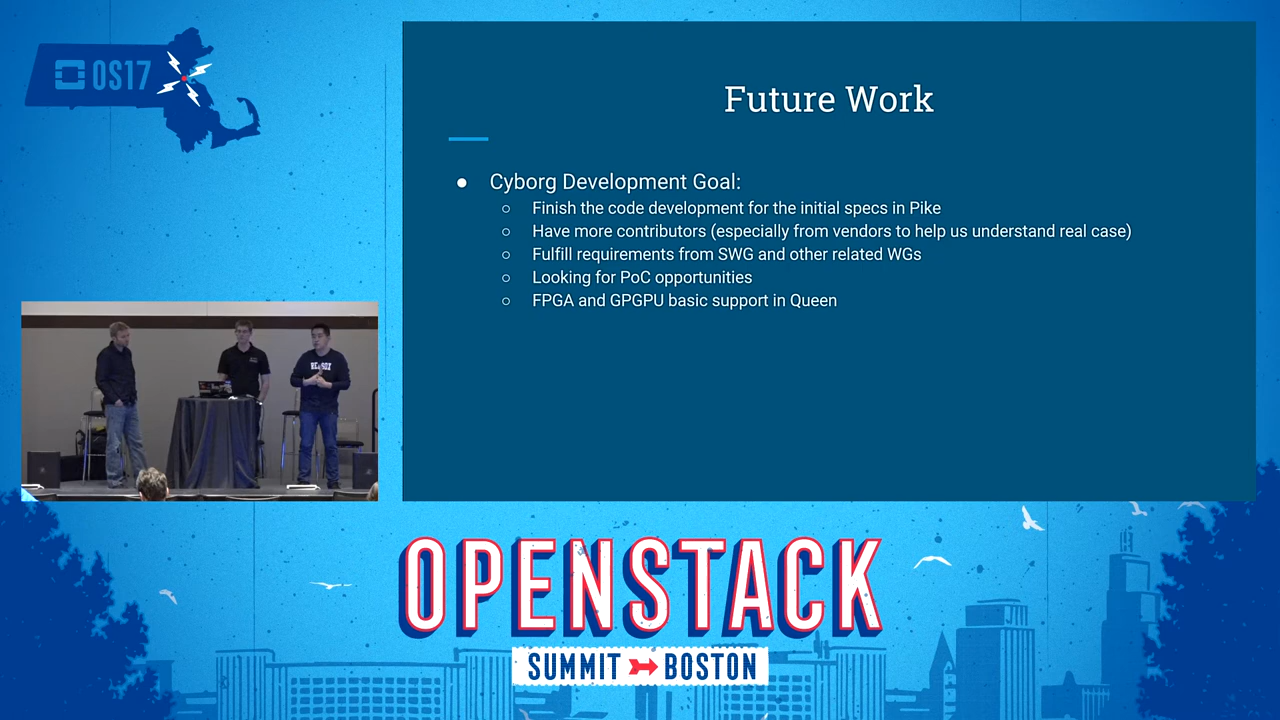 OS17
Future Work
Cyborg Development Goal:
Finish the code development for the initial specs in Pike
Have more contributors (especially from vendors to help us understand real case)
Fulfill requirements from SWG and other related WGs
Looking for PoC opportunities
FPGA and GPGPU basic support in Queen
OPENSTACK
SUMMIT BOSTON